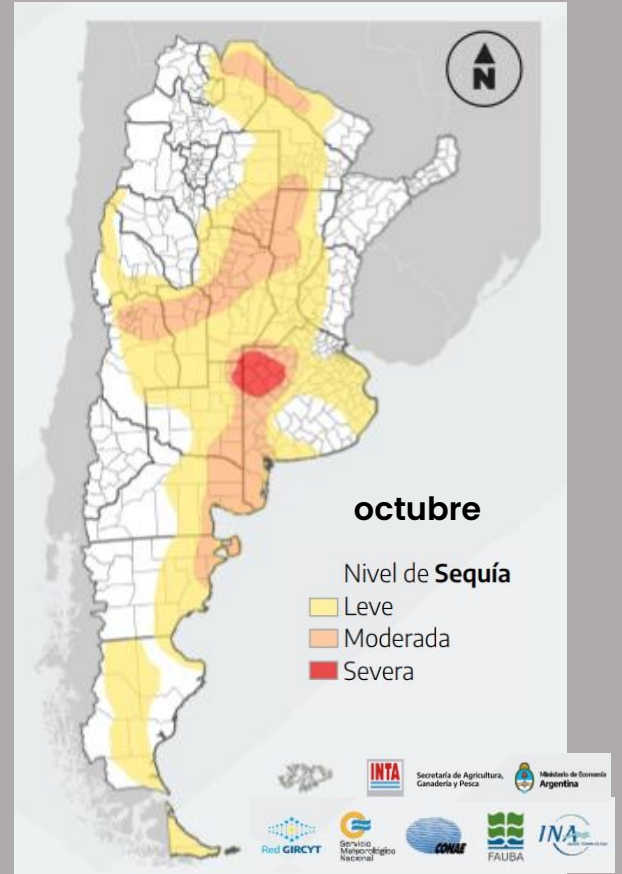 N
octubre
Nivel de Sequía
Leve
Moderada
Severa
INTA
Secretaría de Agricultura,
Ganadería y Pesca
Ministerio de Economía
Argentina
Red GIRCYT
Servicio
Meteorológico
Nacional
CONAE
FAUBA
INA